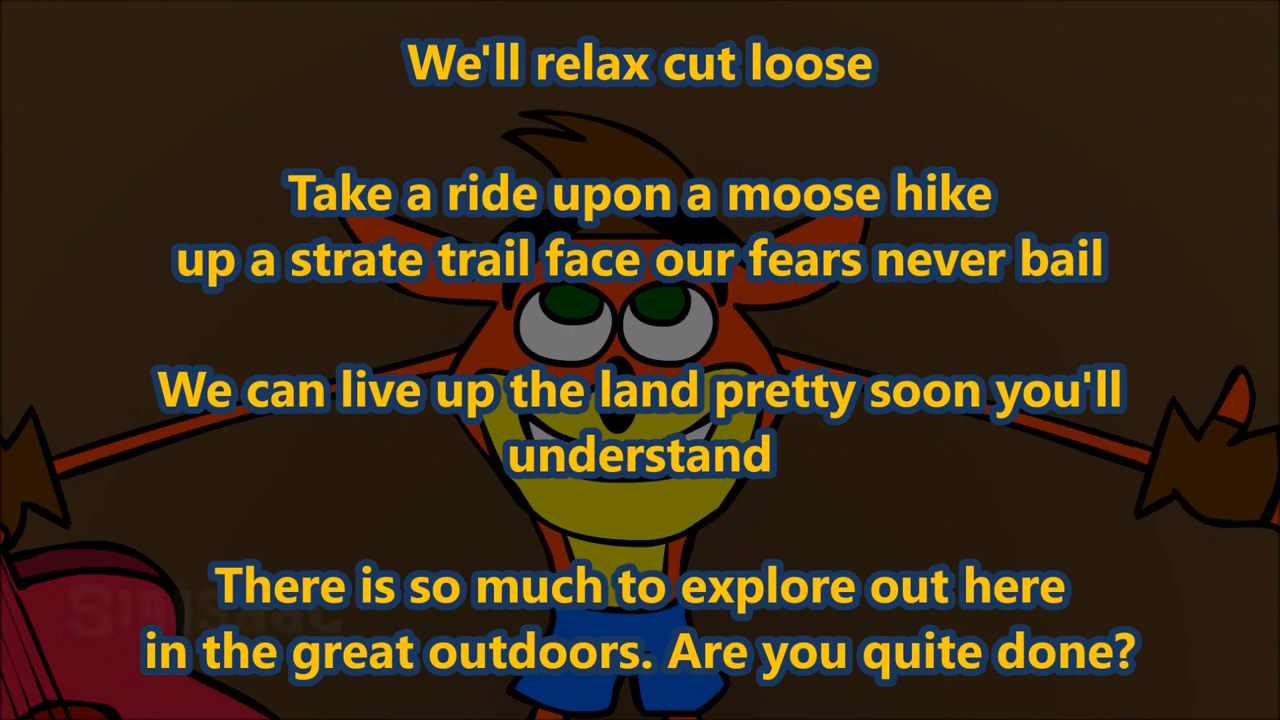 We'll relax cut loose
Take a ride upon a moose hike
up a strate trail face our fears never bail
We can live up the land pretty soon you'll
understand
There is so much to explore out here
in the great outdoors. Are you quite done?